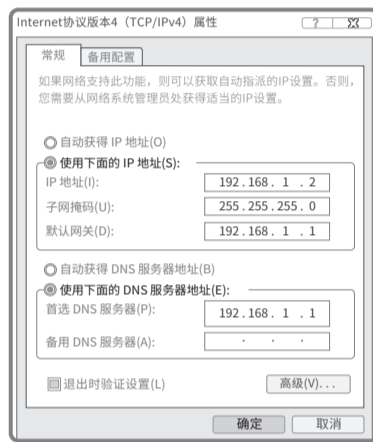 Internet协议版本4（TCP/IPv4）属性
常规 备用配置
如果网络支持此功能，则可以获取自动指派的IP设置。否则，
您需要从网络系统管理员处获得适当的IP设置。
自动获得 IP 地址(O)
使用下面的 IP 地址(S):
IP 地址(I): 192.168. 1 . 2
子网掩码(U): 255.255.255. 0
默认网关(D): 192.168. 1 . 1
自动获得 DNS 服务器地址(B)
使用下面的 DNS 服务器地址(E):
首选 DNS 服务器(P): 192.168. 1 . 1
备用 DNS 服务器(A): . . .
退出时验证设置(L) 高级(V)...
确定 取消